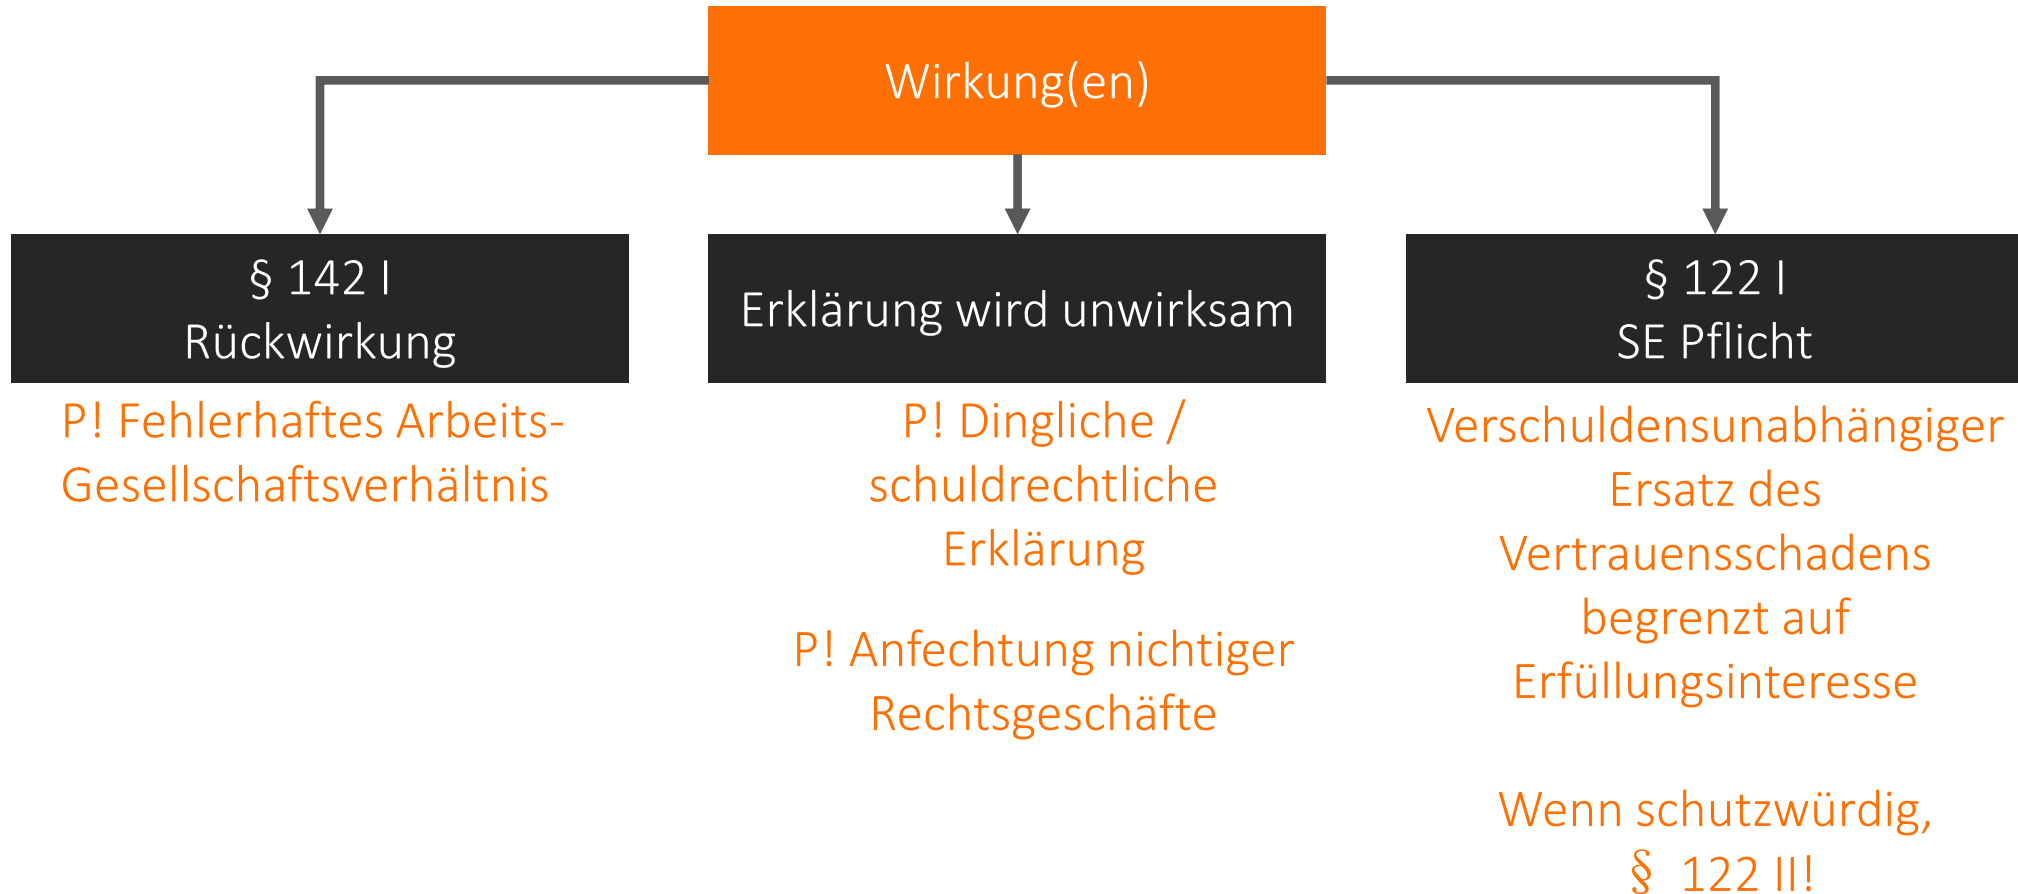 Wirkung(en)
§ 142 I
Rückwirkung
P! Fehlerhaftes Arbeits-
Gesellschaftsverhältnis
Erklärung wird unwirksam
P! Dingliche /
schuldrechtliche
Erklärung
P! Anfechtung nichtiger
Rechtsgeschäfte
§ 122 I
SE Pflicht
Verschuldensunabhängiger
Ersatz des
Vertrauensschadens
begrenzt auf
Erfüllungsinteresse
Wenn schutzwürdig,
§ 122 II!